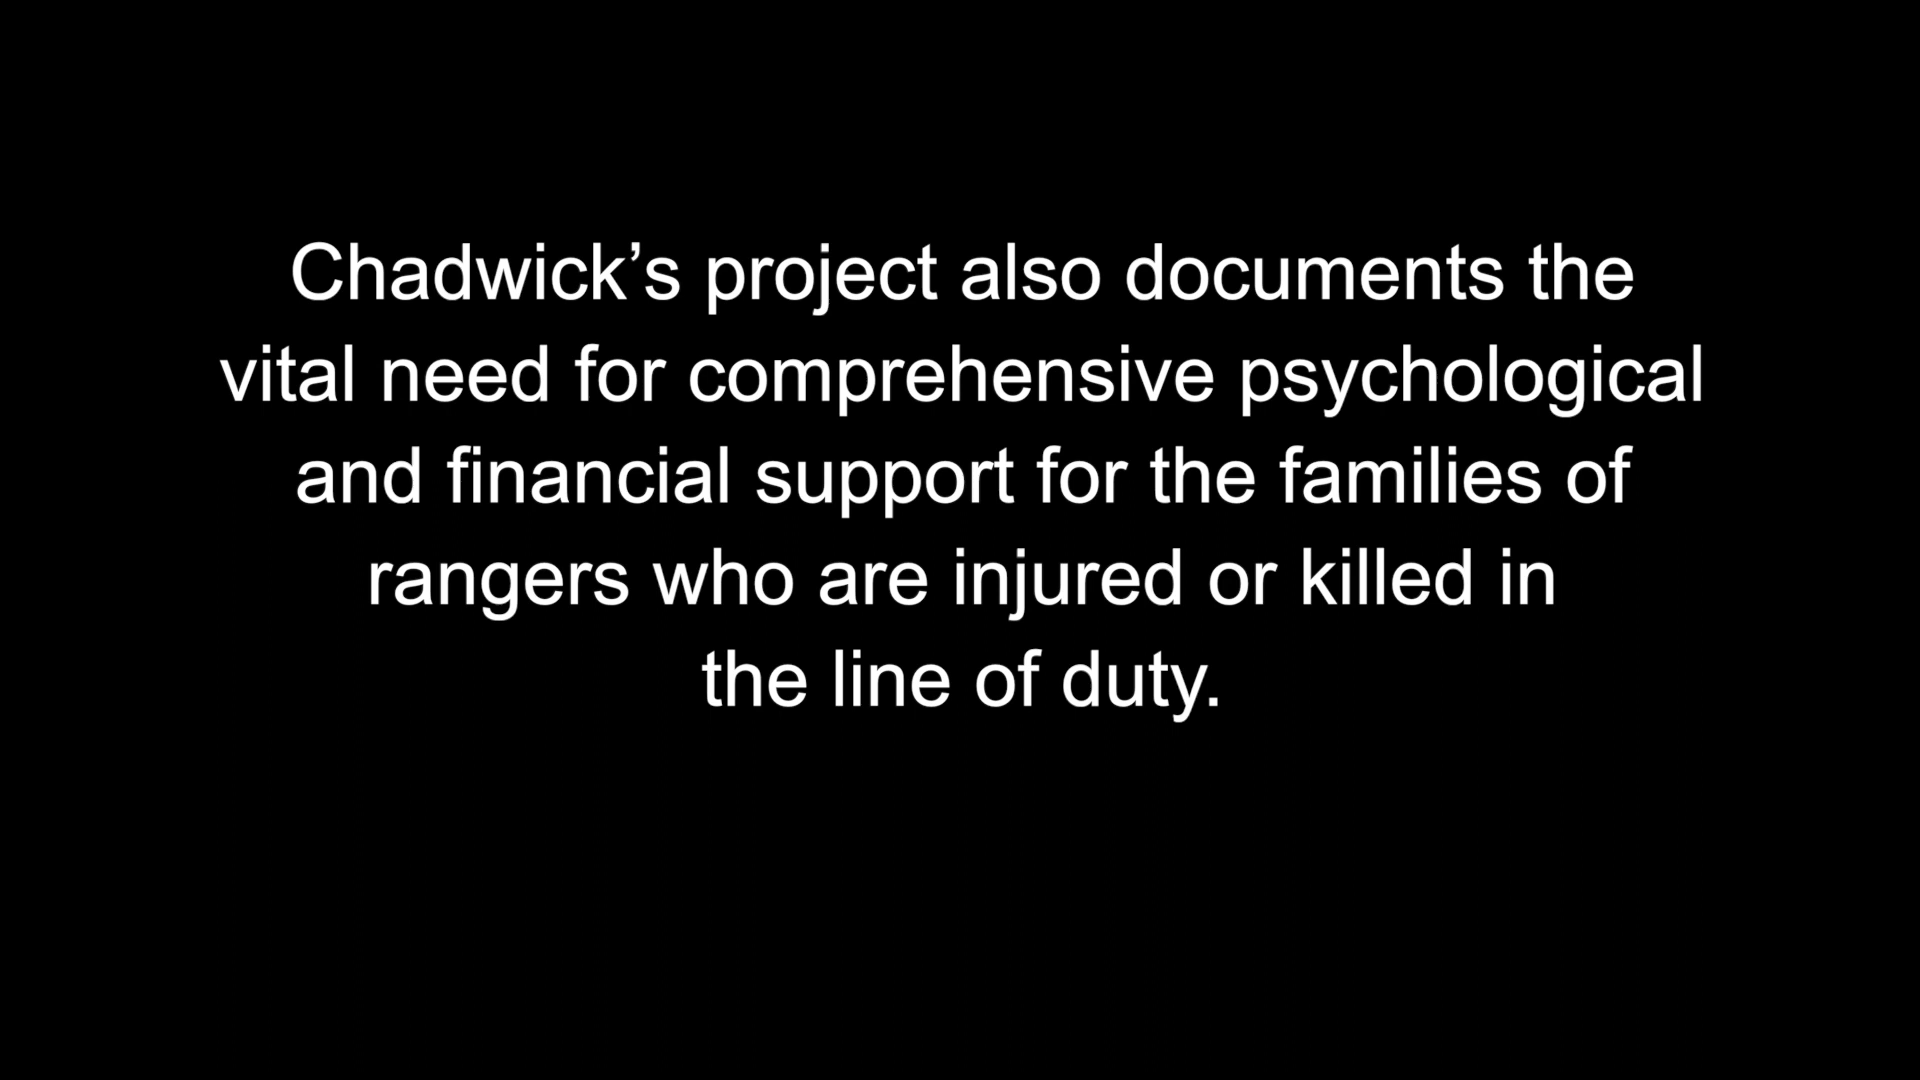 Chadwick’s project also documents the
vital need for comprehensive psychological
and financial support for the families of
rangers who are injured or killed in
the line of duty.